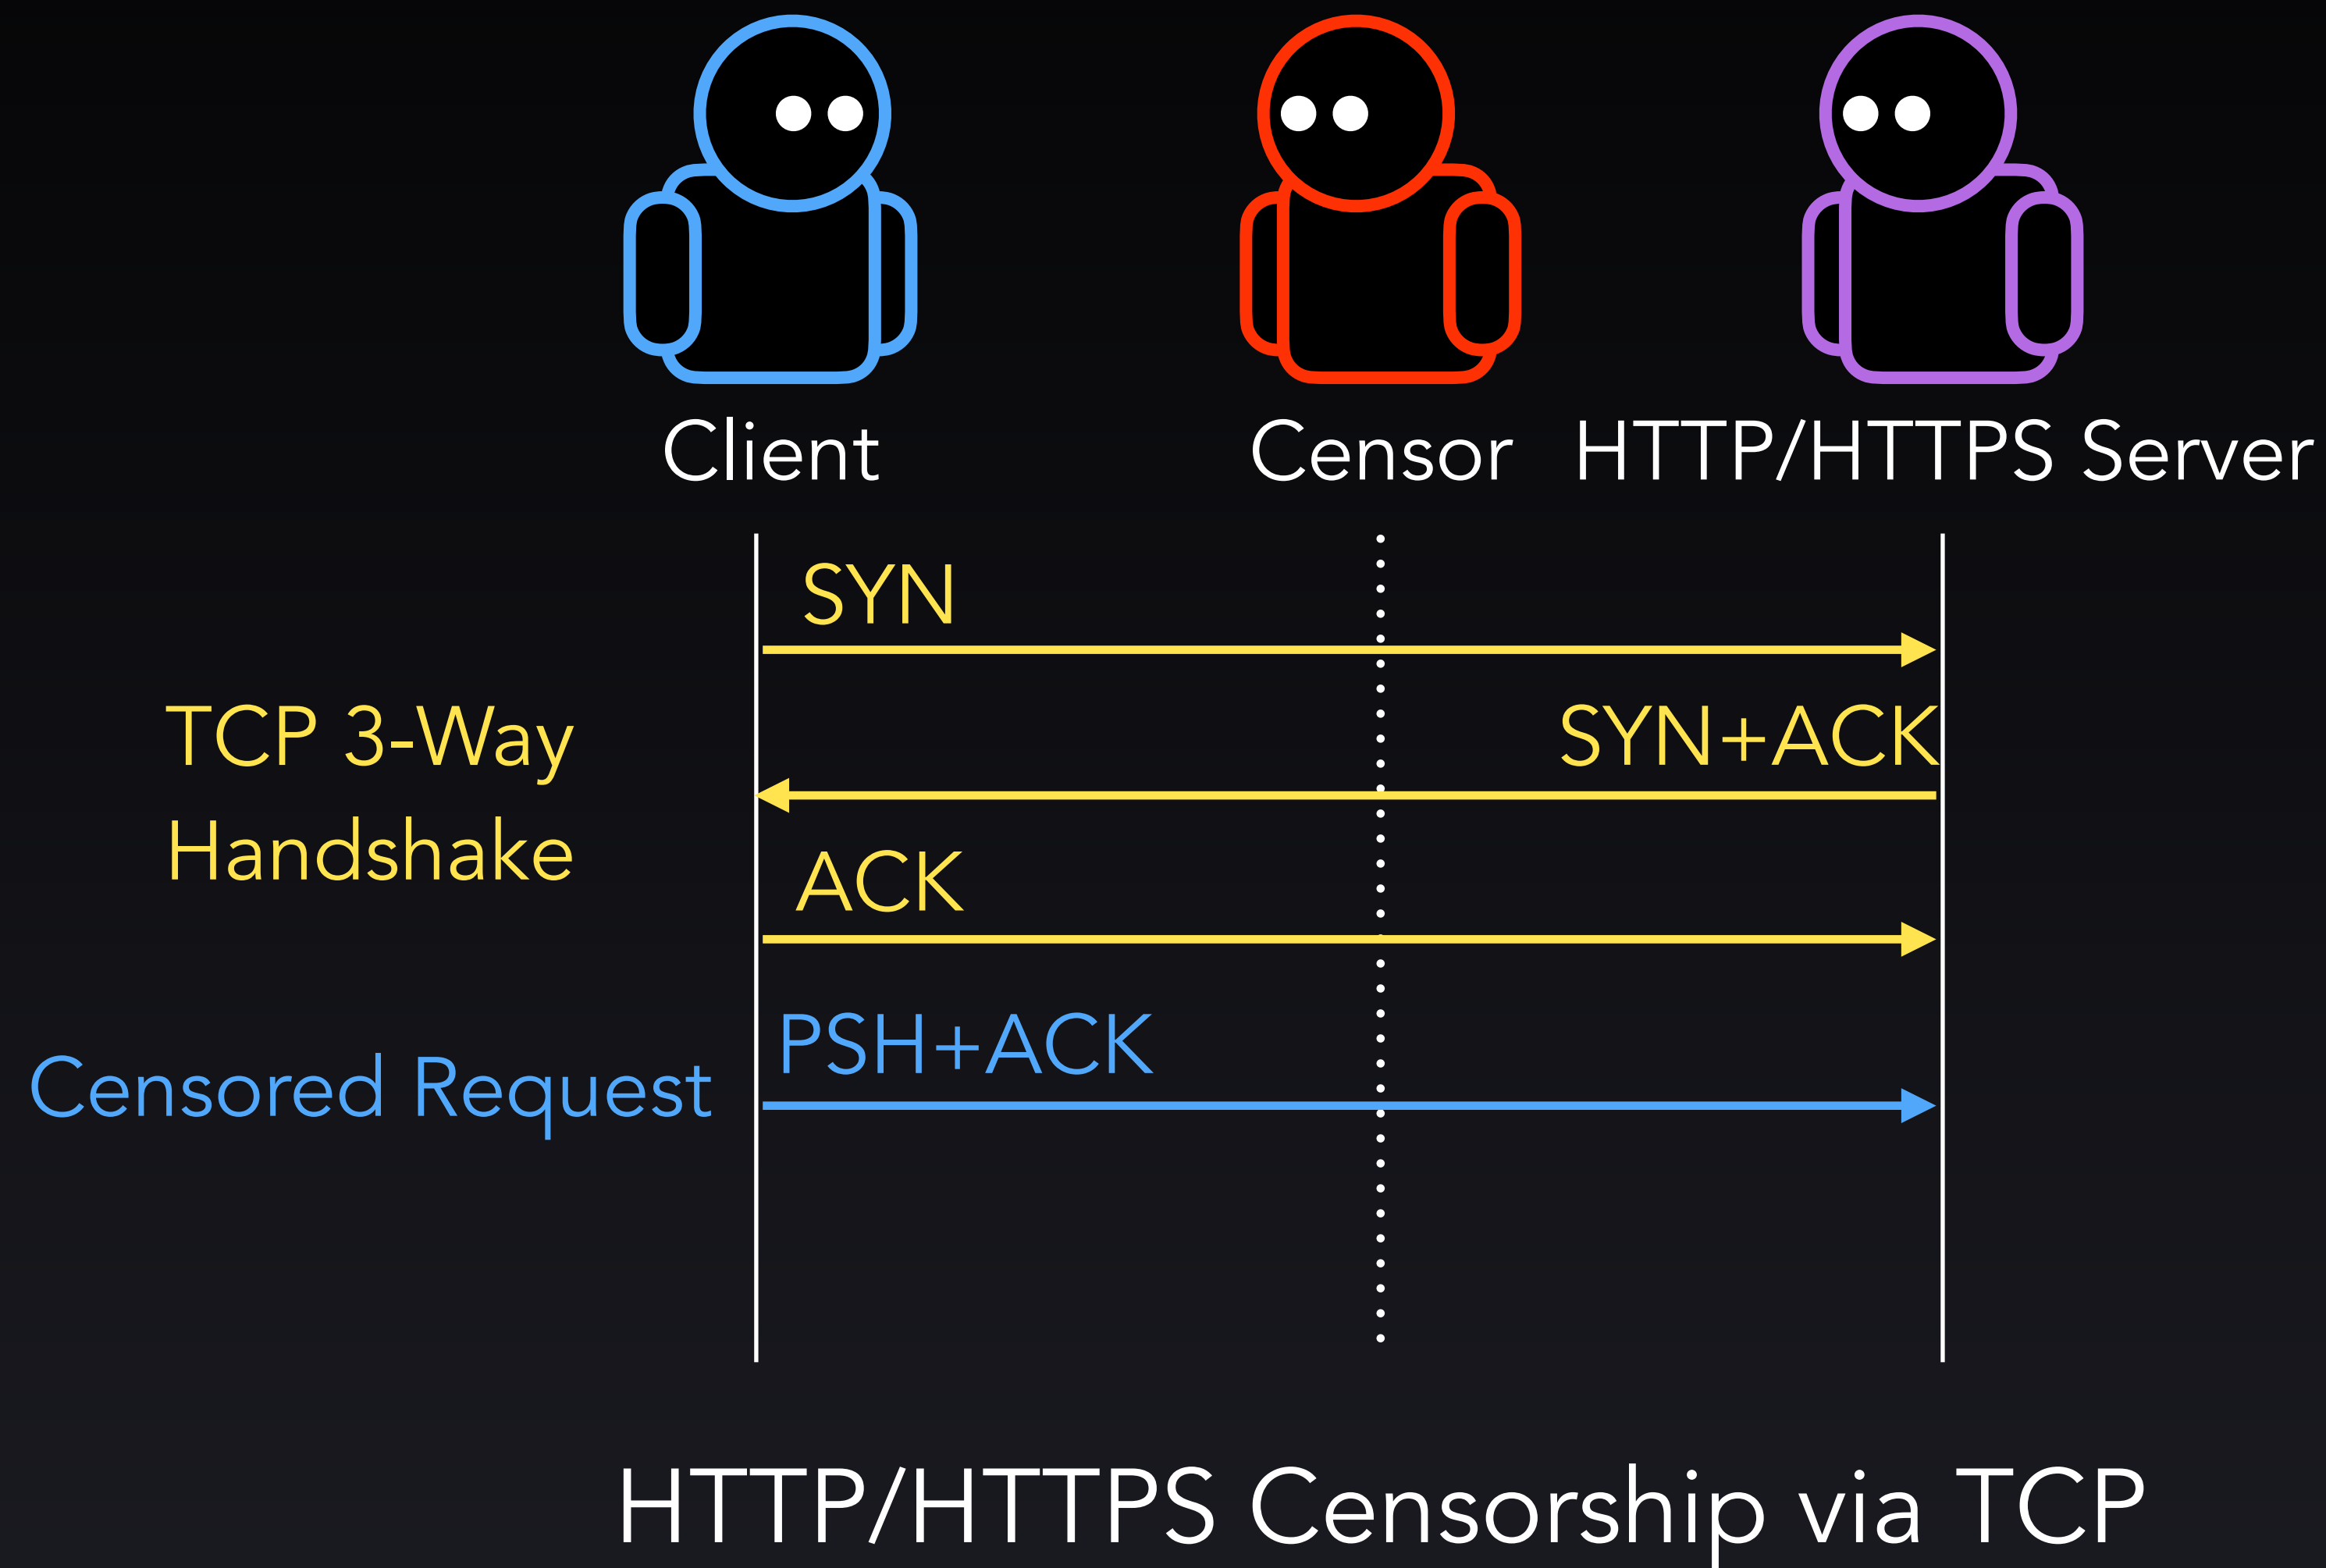 Client
Censor
HTTP/HTTPS Server
SYN
SYN+ACK
TCP 3-Way
Handshake
ACK
PSH+ACK
Censored Request
HTTP/HTTPS Censorship via TCP